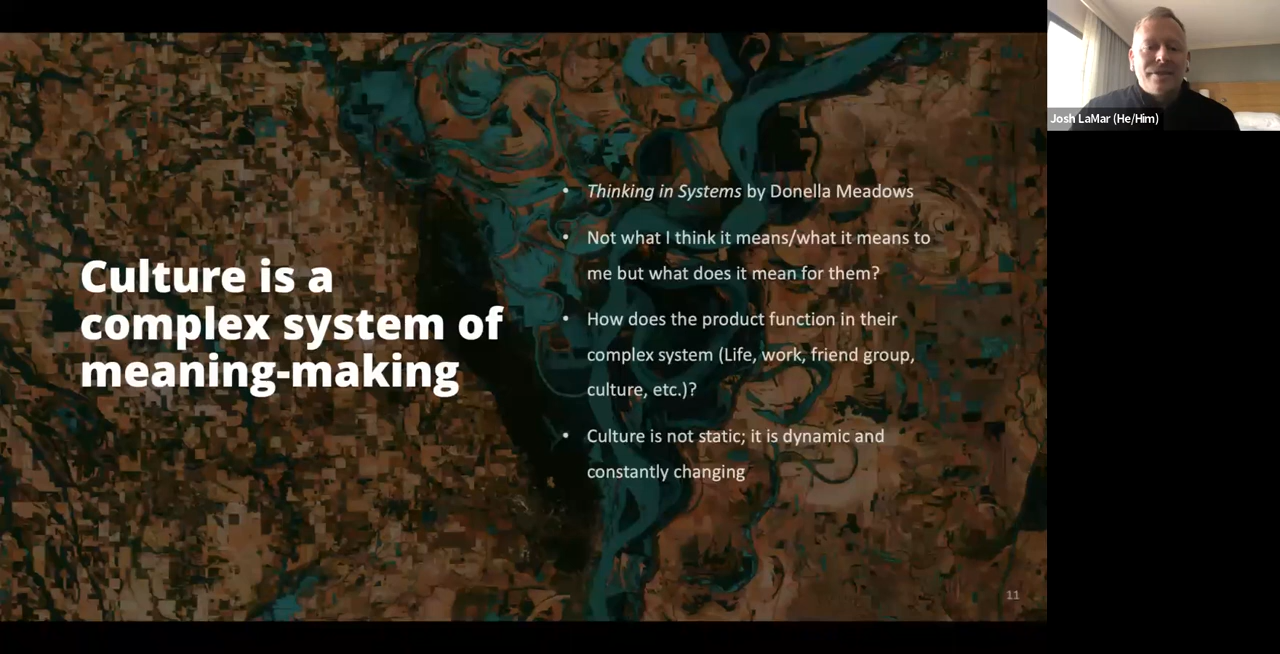 Culture is a
complex system of
meaning-making
• Thinking in Systems by Donella Meadows
• Not what I think it means/what it means to
me but what does it mean for them?
• How does the product function in their
complex system (Life, work, friend group,
culture, etc.)?
• Culture is not static; it is dynamic and
constantly changing
11
Josh LaMar (He/Him)